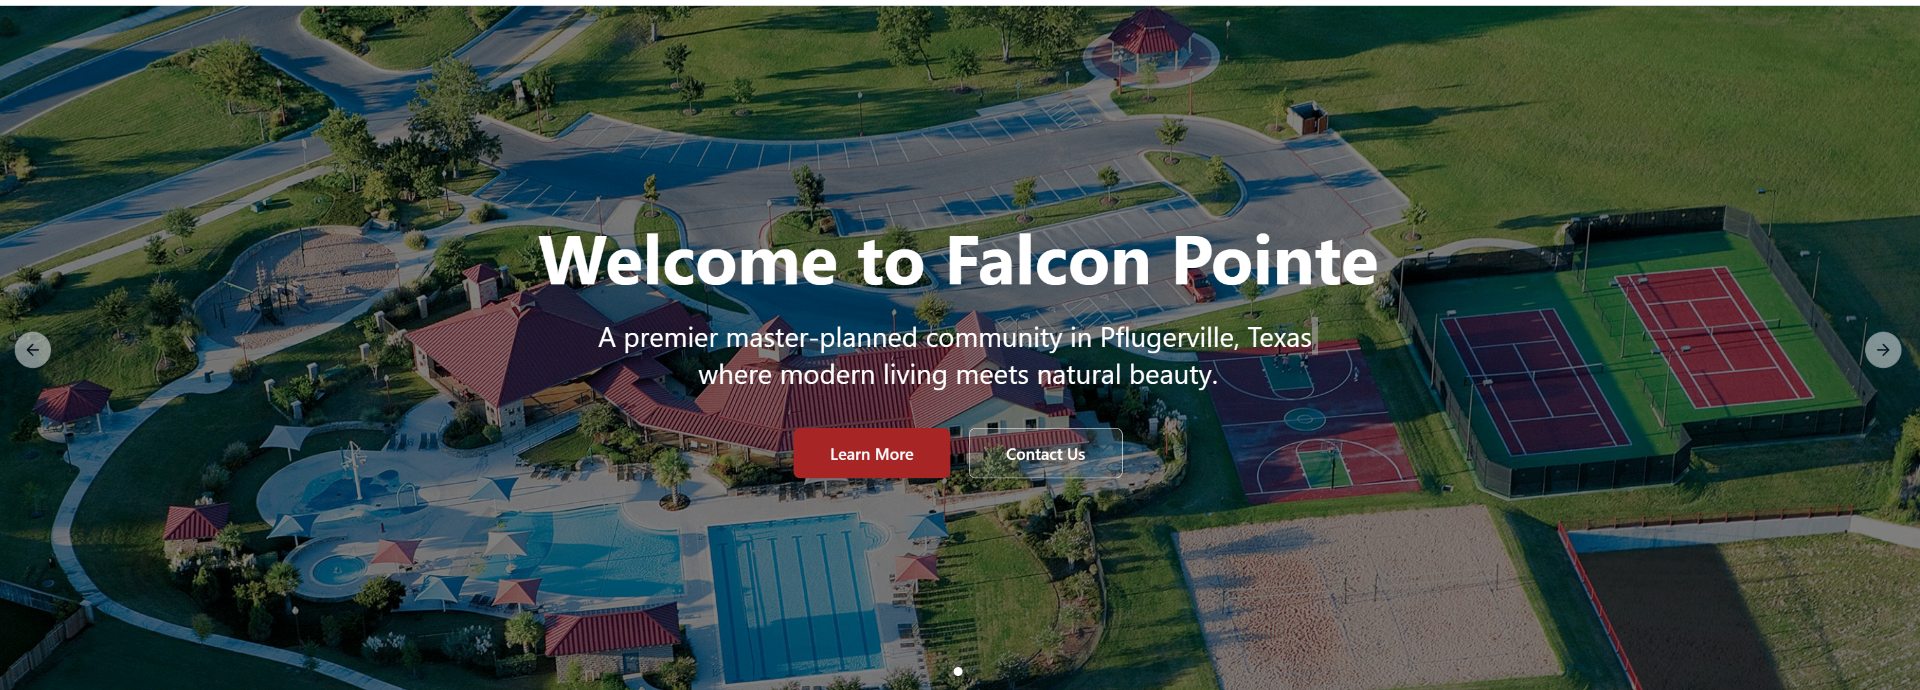 Welcome to Falcon Pointe
A premier master-planned community in Pflugerville, Texas
where modern living meets natural beauty.
Learn More
Contact Us